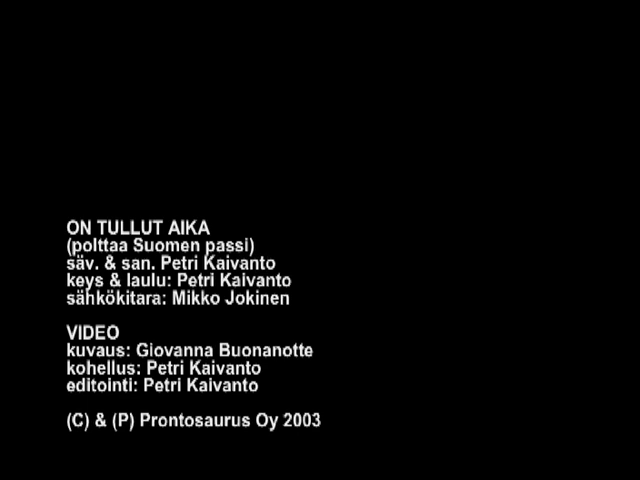 ON TULLUT AIKA
(polttaa Suomen passi)
säv. & san. Petri Kaivanto
keys & laulu: Petri Kaivanto
sähkökitara: Mikko Jokinen
VIDEO
kuvaus: Giovanna Buonanotte
kohellus: Petri Kaivanto
editointi: Petri Kaivanto
(C) & (P) Prontosaurus Oy 2003